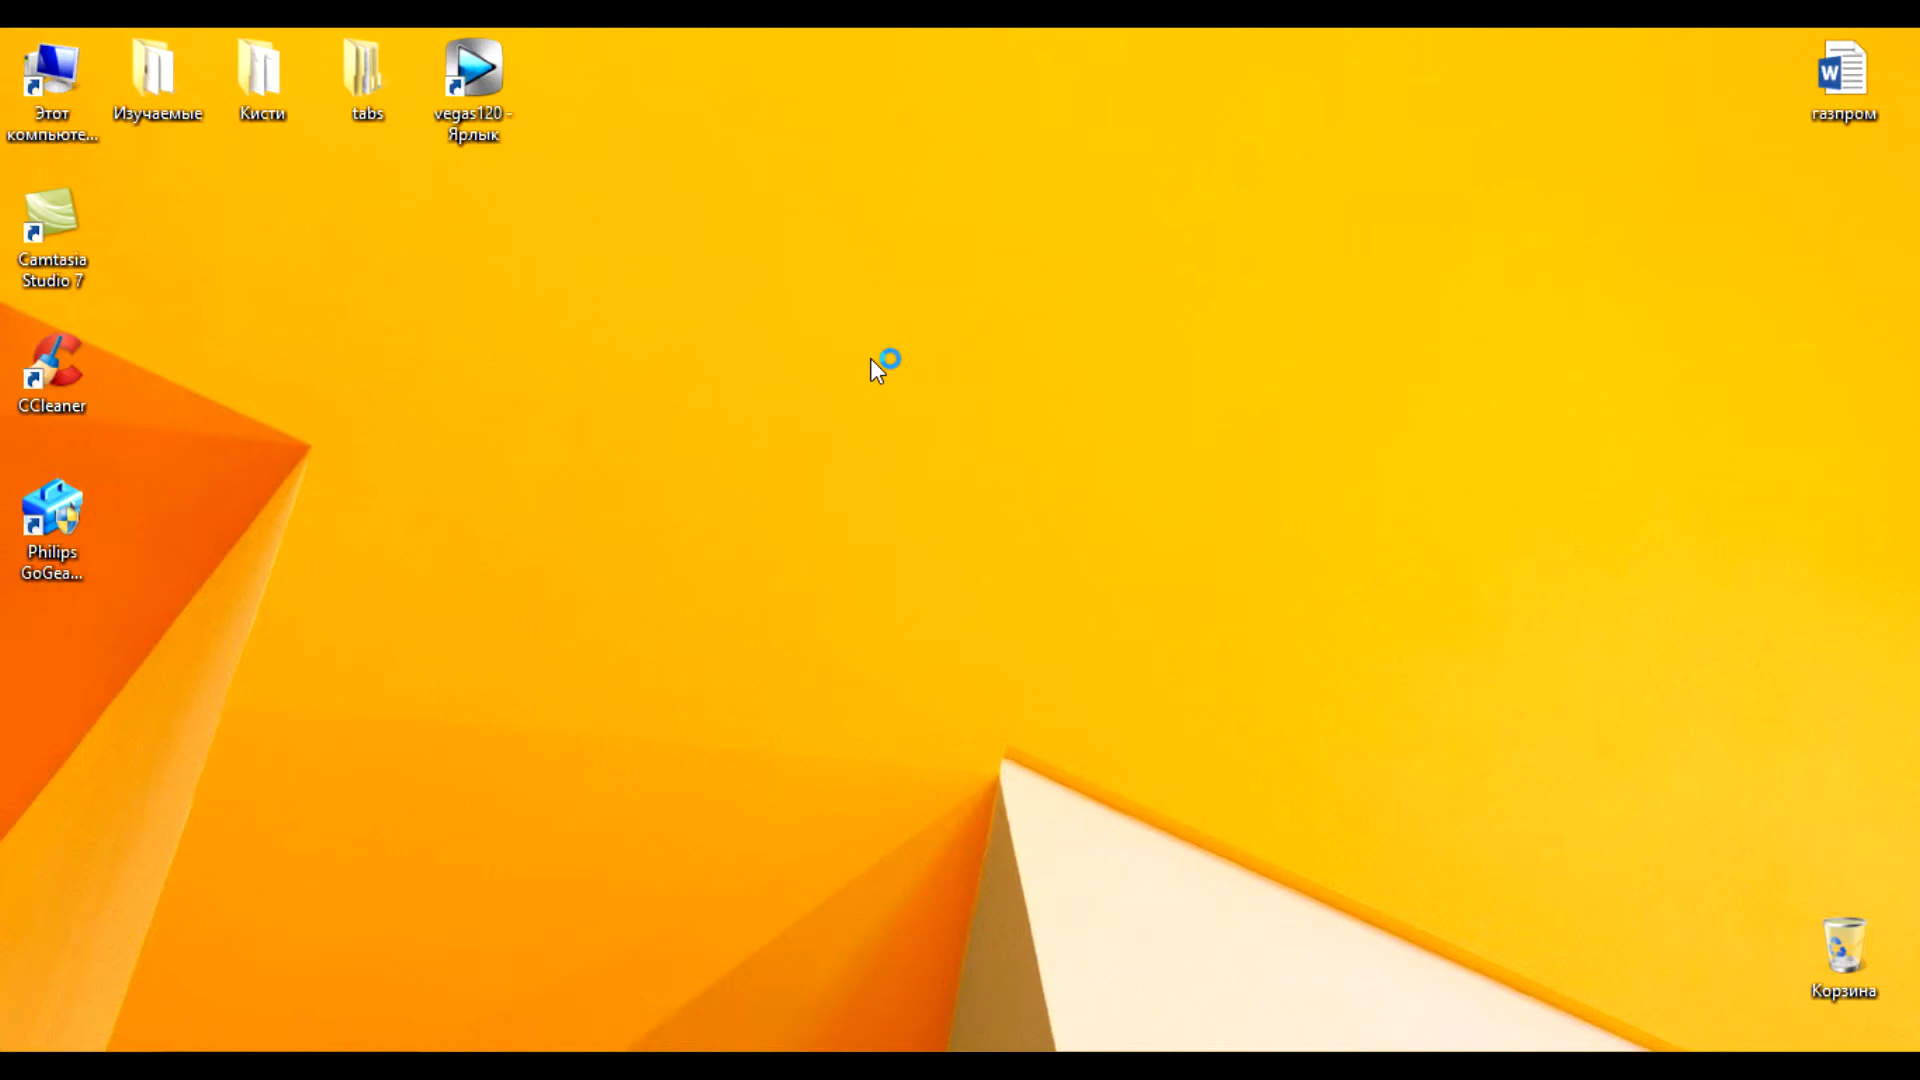 Этот
компьюте...
Изучаемые
Кисти
tabs
vegas120 -
Ярлык
газпром
Camtasia
Studio 7
CCleaner
Philips
GoGea...
Корзина